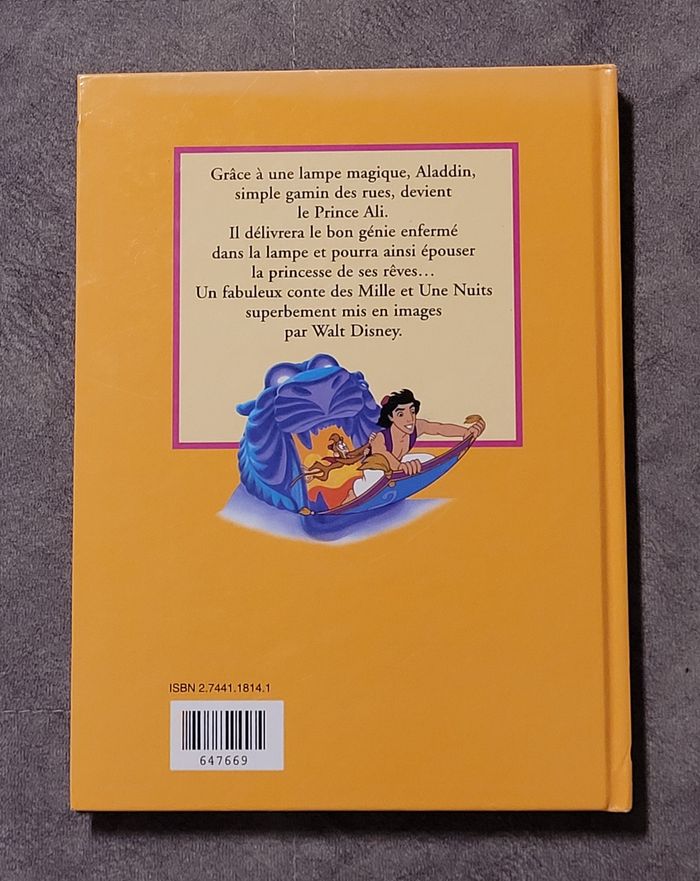 Grâce à une lampe magique, Aladdin,
simple gamin des rues, devient
le Prince Ali.
Il délivrera le bon génie enfermé
dans la lampe et pourra ainsi épouser
la princesse de ses rêves…
Un fabuleux conte des Mille et Une Nuits
superbement mis en images
par Walt Disney.
ISBN 2.7441.1814.1
647669